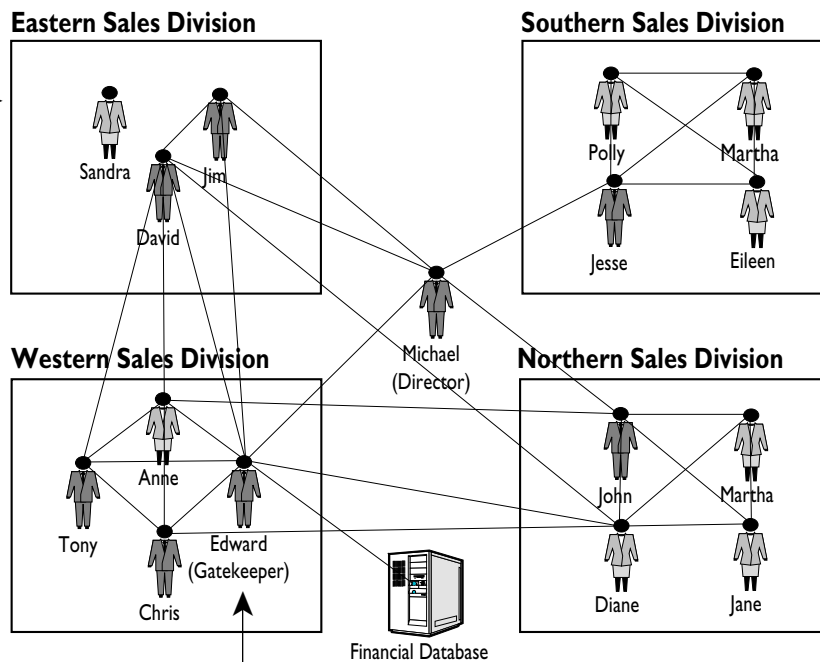 Eastern Sales Division
Southern Sales Division
Sandra
Jim
David
Polly
Martha
Jesse
Eileen
Michael
(Director)
Western Sales Division
Northern Sales Division
Anne
Tony
Edward
(Gatekeeper)
Chris
John
Martha
Diane
Jane
Financial Database